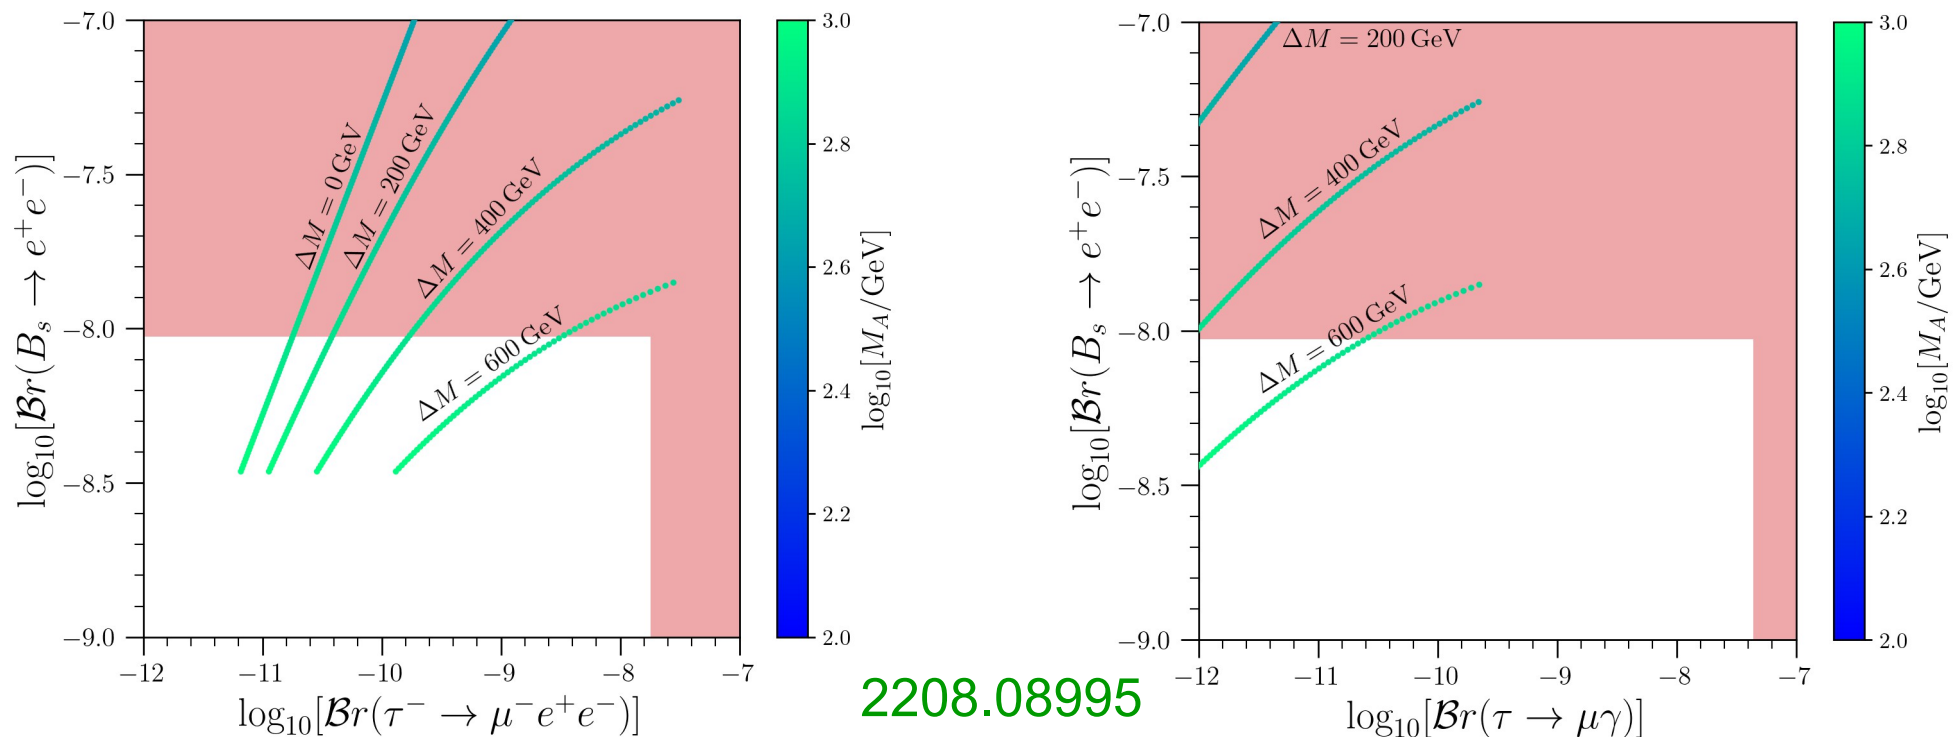 −7.0
−7.5
−8.0
−8.5
−9.0
−12
−11
−10
−9
−8
−7
log₁₀[ℬr(B_s → e⁺e⁻)]
log₁₀[ℬr(τ⁻ → μ⁻e⁺e⁻)]
ΔM = 0 GeV
ΔM = 200 GeV
ΔM = 400 GeV
ΔM = 600 GeV
3.0
2.8
2.6
2.4
2.2
2.0
log₁₀[M_A/GeV]
2208.08995
−7.0
−7.5
−8.0
−8.5
−9.0
−12
−11
−10
−9
−8
−7
log₁₀[ℬr(B_s → e⁺e⁻)]
log₁₀[ℬr(τ → μγ)]
ΔM = 200 GeV
ΔM = 400 GeV
ΔM = 600 GeV
3.0
2.8
2.6
2.4
2.2
2.0
log₁₀[M_A/GeV]